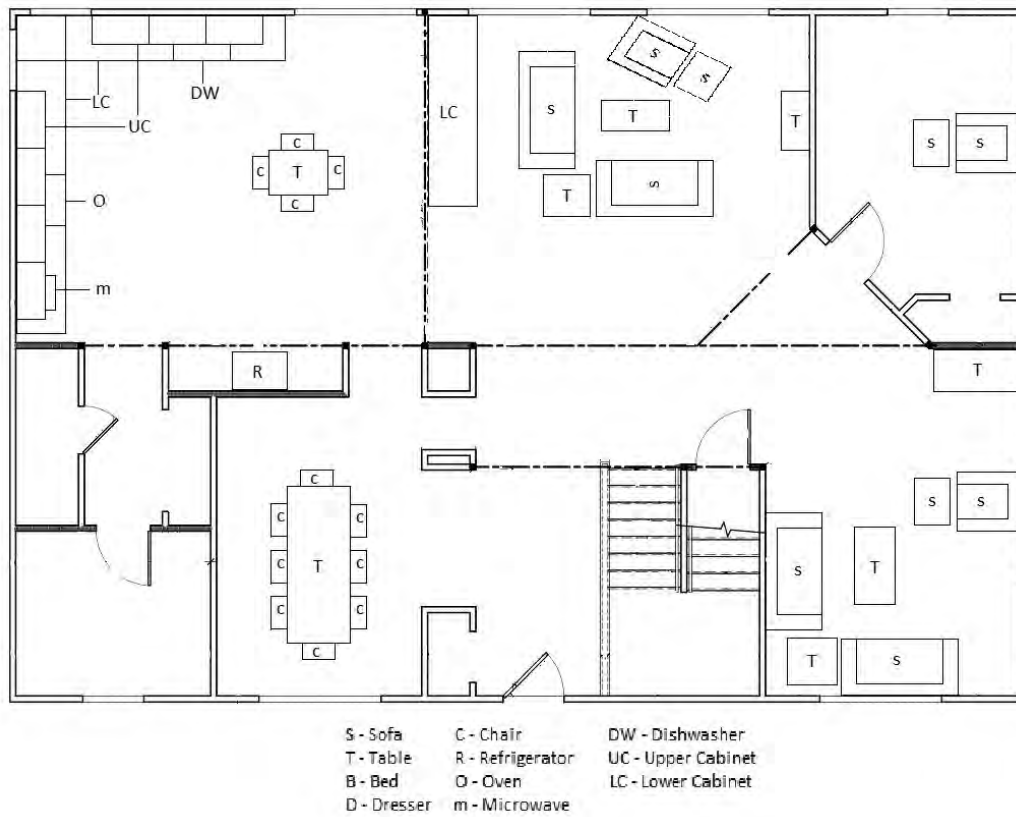 S
S
LC
DW
LC
S
T
T
UC
C
S
S
C
T
C
S
O
C
T
m
R
T
C
S
S
C
C
C
T
C
S
T
C
C
C
T
S
S - Sofa C - Chair DW - Dishwasher
T - Table R - Refrigerator UC - Upper Cabinet
B - Bed O - Oven LC - Lower Cabinet
D - Dresser m - Microwave